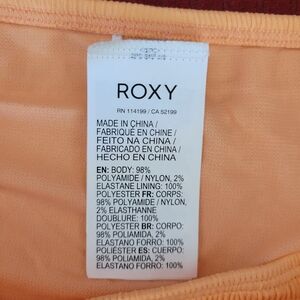 ROXY
RN 114199 / CA 52199
MADE IN CHINA /
FABRIQUÉ EN CHINE /
FEITO NA CHINA /
FABRICADO EN CHINA /
HECHO EN CHINA
EN: BODY: 98%
POLYAMIDE / NYLON, 2%
ELASTANE LINING: 100%
POLYESTER FR: CORPS:
98% POLYAMIDE / NYLON,
2% ELASTHANNE
DOUBLURE: 100%
POLYESTER BR: CORPO:
98% POLIAMIDA, 2%
ELASTANO FORRO: 100%
POLIÉSTER ES: CUERPO:
98% POLIAMIDA, 2%
ELASTANO FORRO: 100%